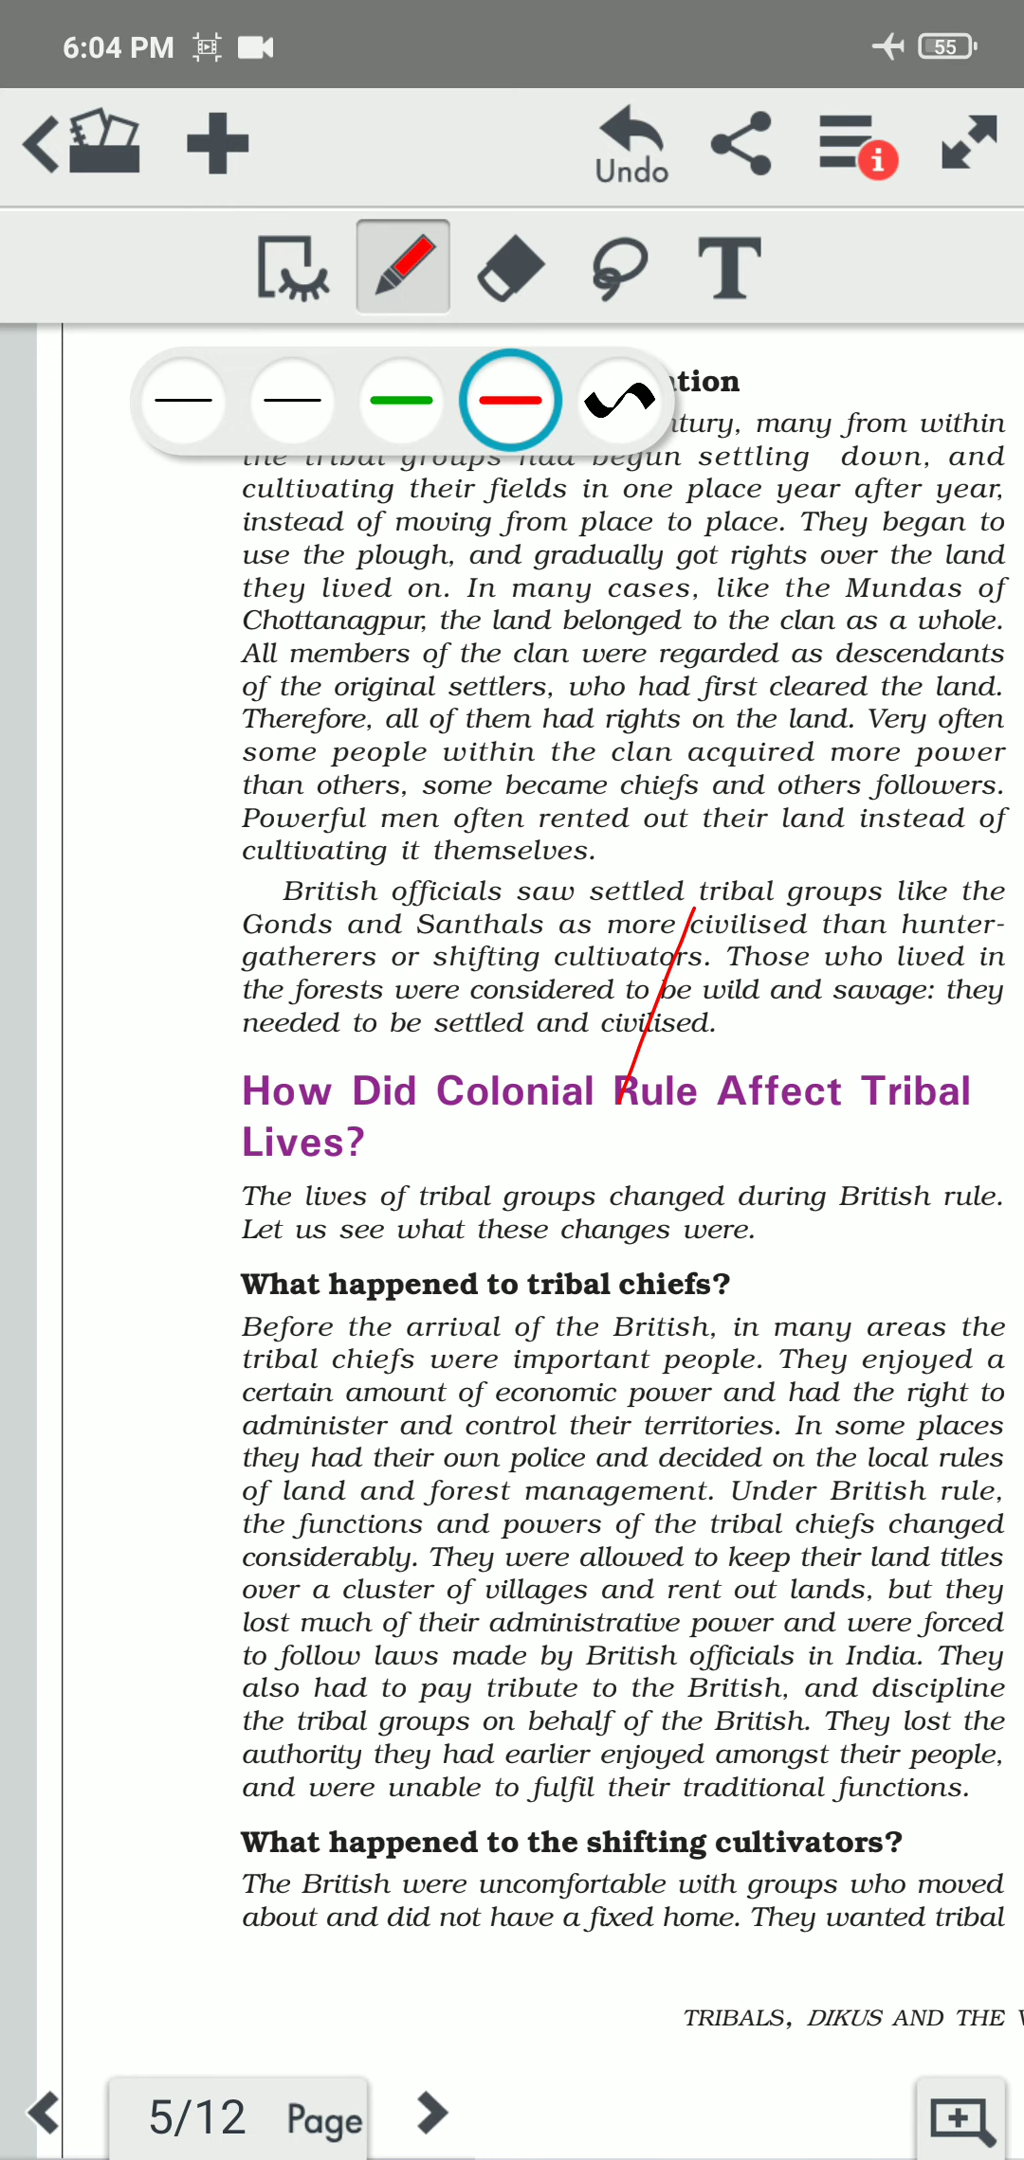 6:04 PM
55
Undo
i
T
tion
ntury, many from within
the tribal groups had begun settling down, and
cultivating their fields in one place year after year,
instead of moving from place to place. They began to
use the plough, and gradually got rights over the land
they lived on. In many cases, like the Mundas of
Chottanagpur, the land belonged to the clan as a whole.
All members of the clan were regarded as descendants
of the original settlers, who had first cleared the land.
Therefore, all of them had rights on the land. Very often
some people within the clan acquired more power
than others, some became chiefs and others followers.
Powerful men often rented out their land instead of
cultivating it themselves.
British officials saw settled tribal groups like the
Gonds and Santhals as more civilised than hunter-
gatherers or shifting cultivators. Those who lived in
the forests were considered to be wild and savage: they
needed to be settled and civilised.
How Did Colonial Rule Affect Tribal
Lives?
The lives of tribal groups changed during British rule.
Let us see what these changes were.
What happened to tribal chiefs?
Before the arrival of the British, in many areas the
tribal chiefs were important people. They enjoyed a
certain amount of economic power and had the right to
administer and control their territories. In some places
they had their own police and decided on the local rules
of land and forest management. Under British rule,
the functions and powers of the tribal chiefs changed
considerably. They were allowed to keep their land titles
over a cluster of villages and rent out lands, but they
lost much of their administrative power and were forced
to follow laws made by British officials in India. They
also had to pay tribute to the British, and discipline
the tribal groups on behalf of the British. They lost the
authority they had earlier enjoyed amongst their people,
and were unable to fulfil their traditional functions.
What happened to the shifting cultivators?
The British were uncomfortable with groups who moved
about and did not have a fixed home. They wanted tribal
TRIBALS, DIKUS AND THE
5/12 Page